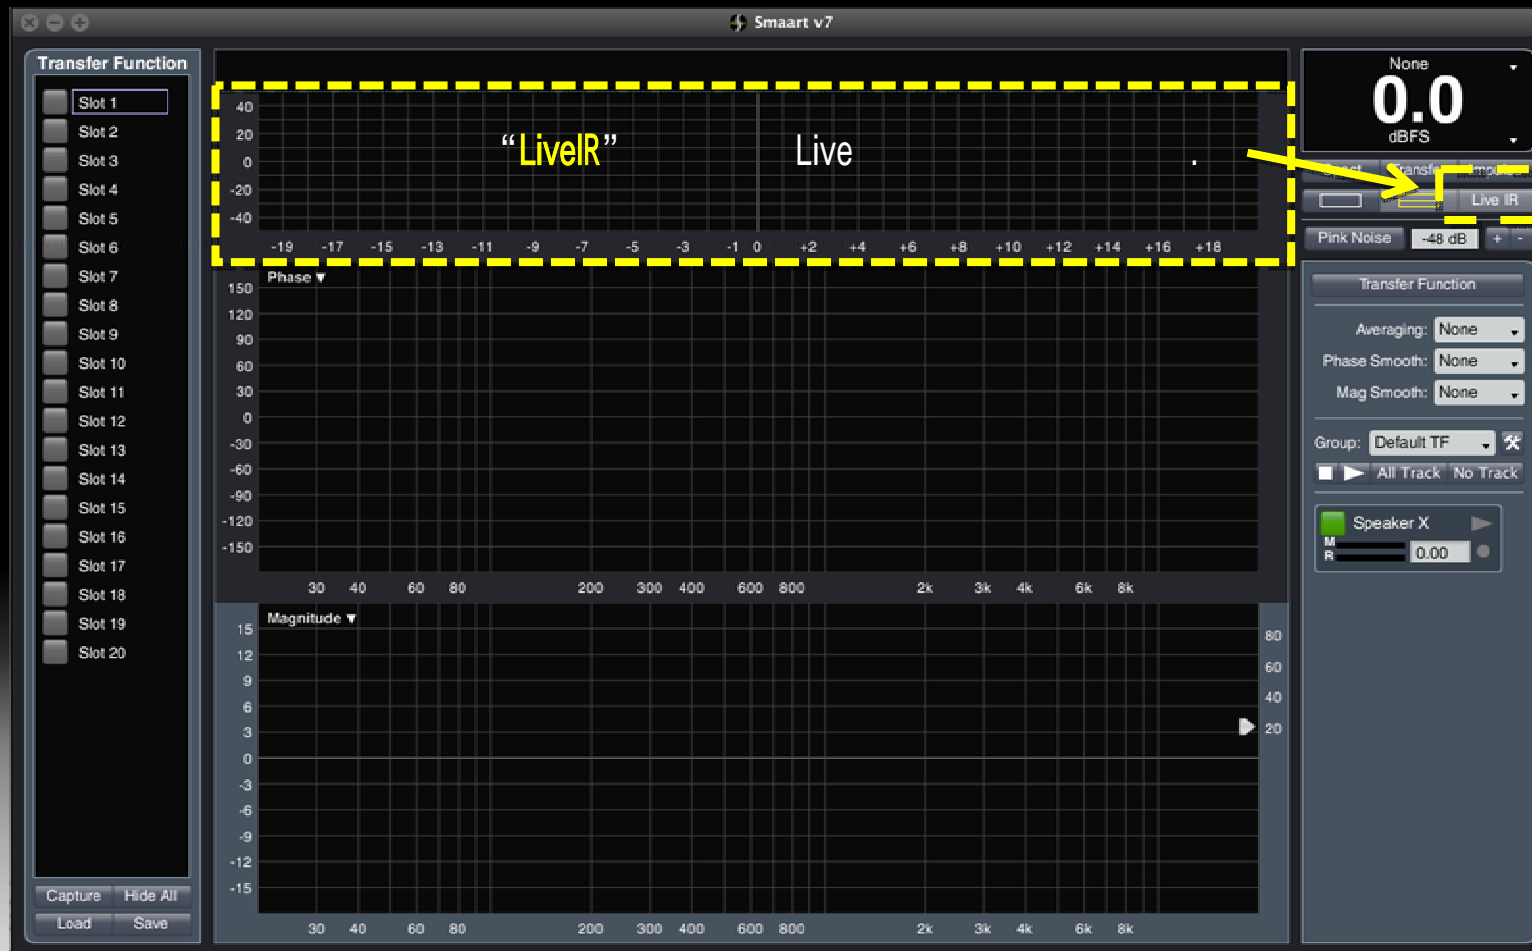 Smaart v7
Transfer Function
Slot 1
Slot 2
Slot 3
Slot 4
Slot 5
Slot 6
Slot 7
Slot 8
Slot 9
Slot 10
Slot 11
Slot 12
Slot 13
Slot 14
Slot 15
Slot 16
Slot 17
Slot 18
Slot 19
Slot 20
Capture Hide All
Load Save
“LiveIR” Live .
40
20
0
-20
-40
-19 -17 -15 -13 -11 -9 -7 -5 -3 -1 0 +2 +4 +6 +8 +10 +12 +14 +16 +18
Phase ▼
150
120
90
60
30
0
-30
-60
-90
-120
-150
30 40 60 80 200 300 400 600 800 2k 3k 4k 6k 8k
Magnitude ▼
15
12
9
6
3
0
-3
-6
-9
-12
-15
80
60
40
20
30 40 60 80 200 300 400 600 800 2k 3k 4k 6k 8k
None
0.0
dBFS
Live IR
Pink Noise -48 dB + -
Transfer Function
Averaging: None
Phase Smooth: None
Mag Smooth: None
Group: Default TF
All Track No Track
Speaker X
M
R 0.00